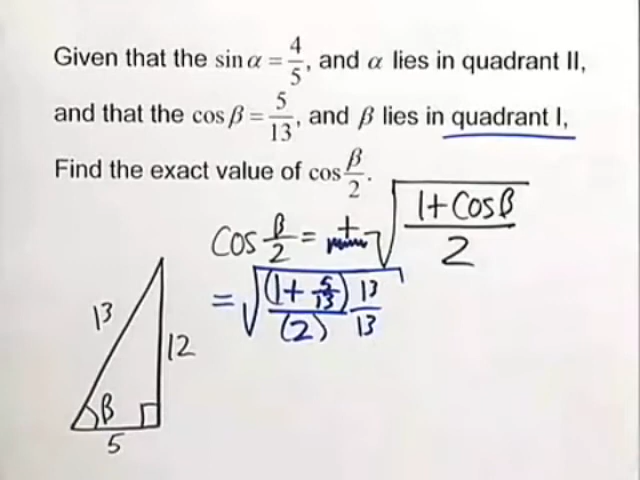 Given that the sin α = 4/5, and α lies in quadrant II,
and that the cos β = 5/13, and β lies in quadrant I,
Find the exact value of cos β/2.
Cos β/2 = + √((1 + Cos β)/2)
= √((1 + 5/13)/(2) 13/13)
13
12
β
5